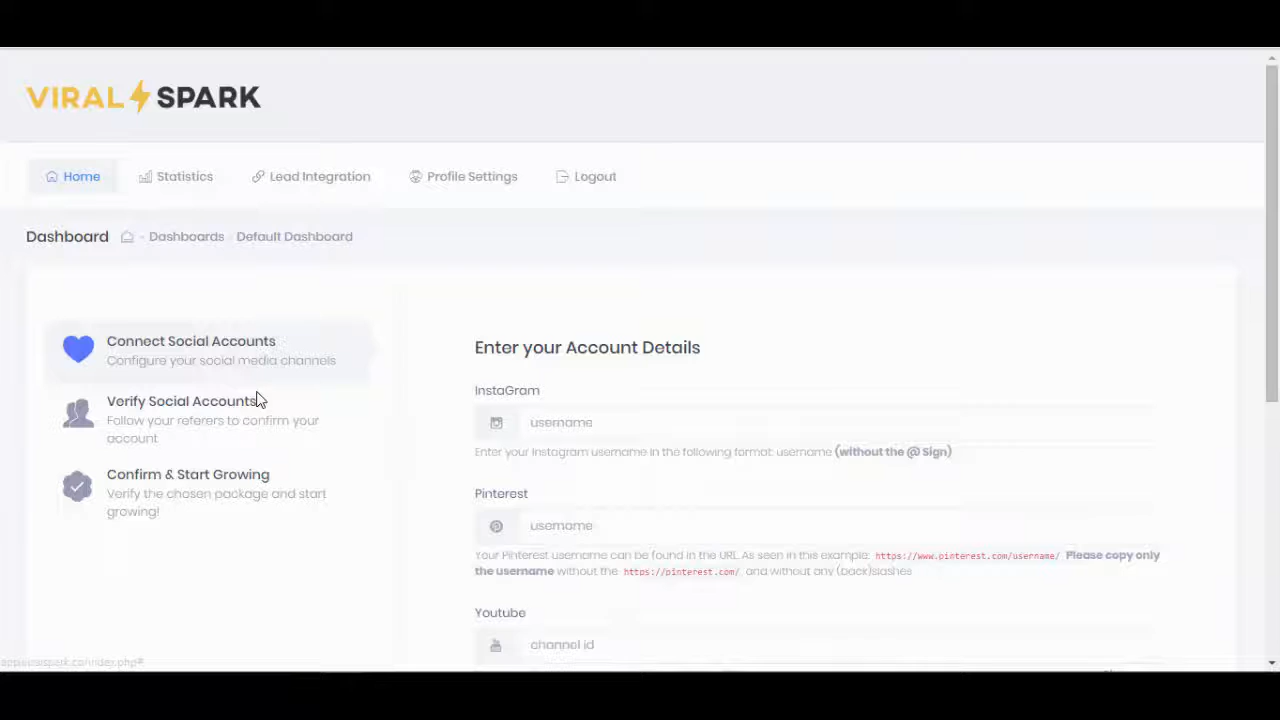 VIRAL SPARK
Home Statistics Lead Integration Profile Settings Logout
Dashboard - Dashboards - Default Dashboard
Connect Social Accounts
Configure your social media channels
Verify Social Accounts
Follow your referers to confirm your
account
Confirm & Start Growing
Verify the chosen package and start
growing!
Enter your Account Details
InstaGram
username
Enter your Instagram username in the following format: username (without the @ Sign)
Pinterest
username
Your Pinterest username can be found in the URL. As seen in this example: https://www.pinterest.com/username/ Please copy only
the username without the https://pinterest.com/ and without any (back)slashes
Youtube
channel id